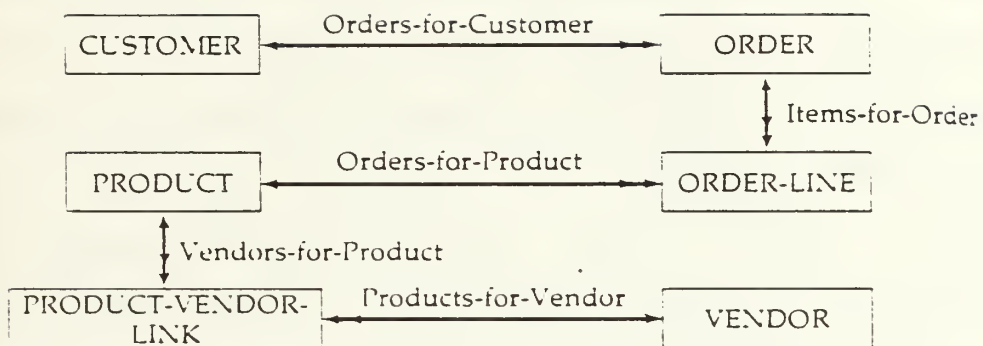 Orders-for-Customer
CUSTOMER
ORDER
Items-for-Order
Orders-for-Product
PRODUCT
ORDER-LINE
Vendors-for-Product
Products-for-Vendor
PRODUCT-VENDOR-
LINK
VENDOR